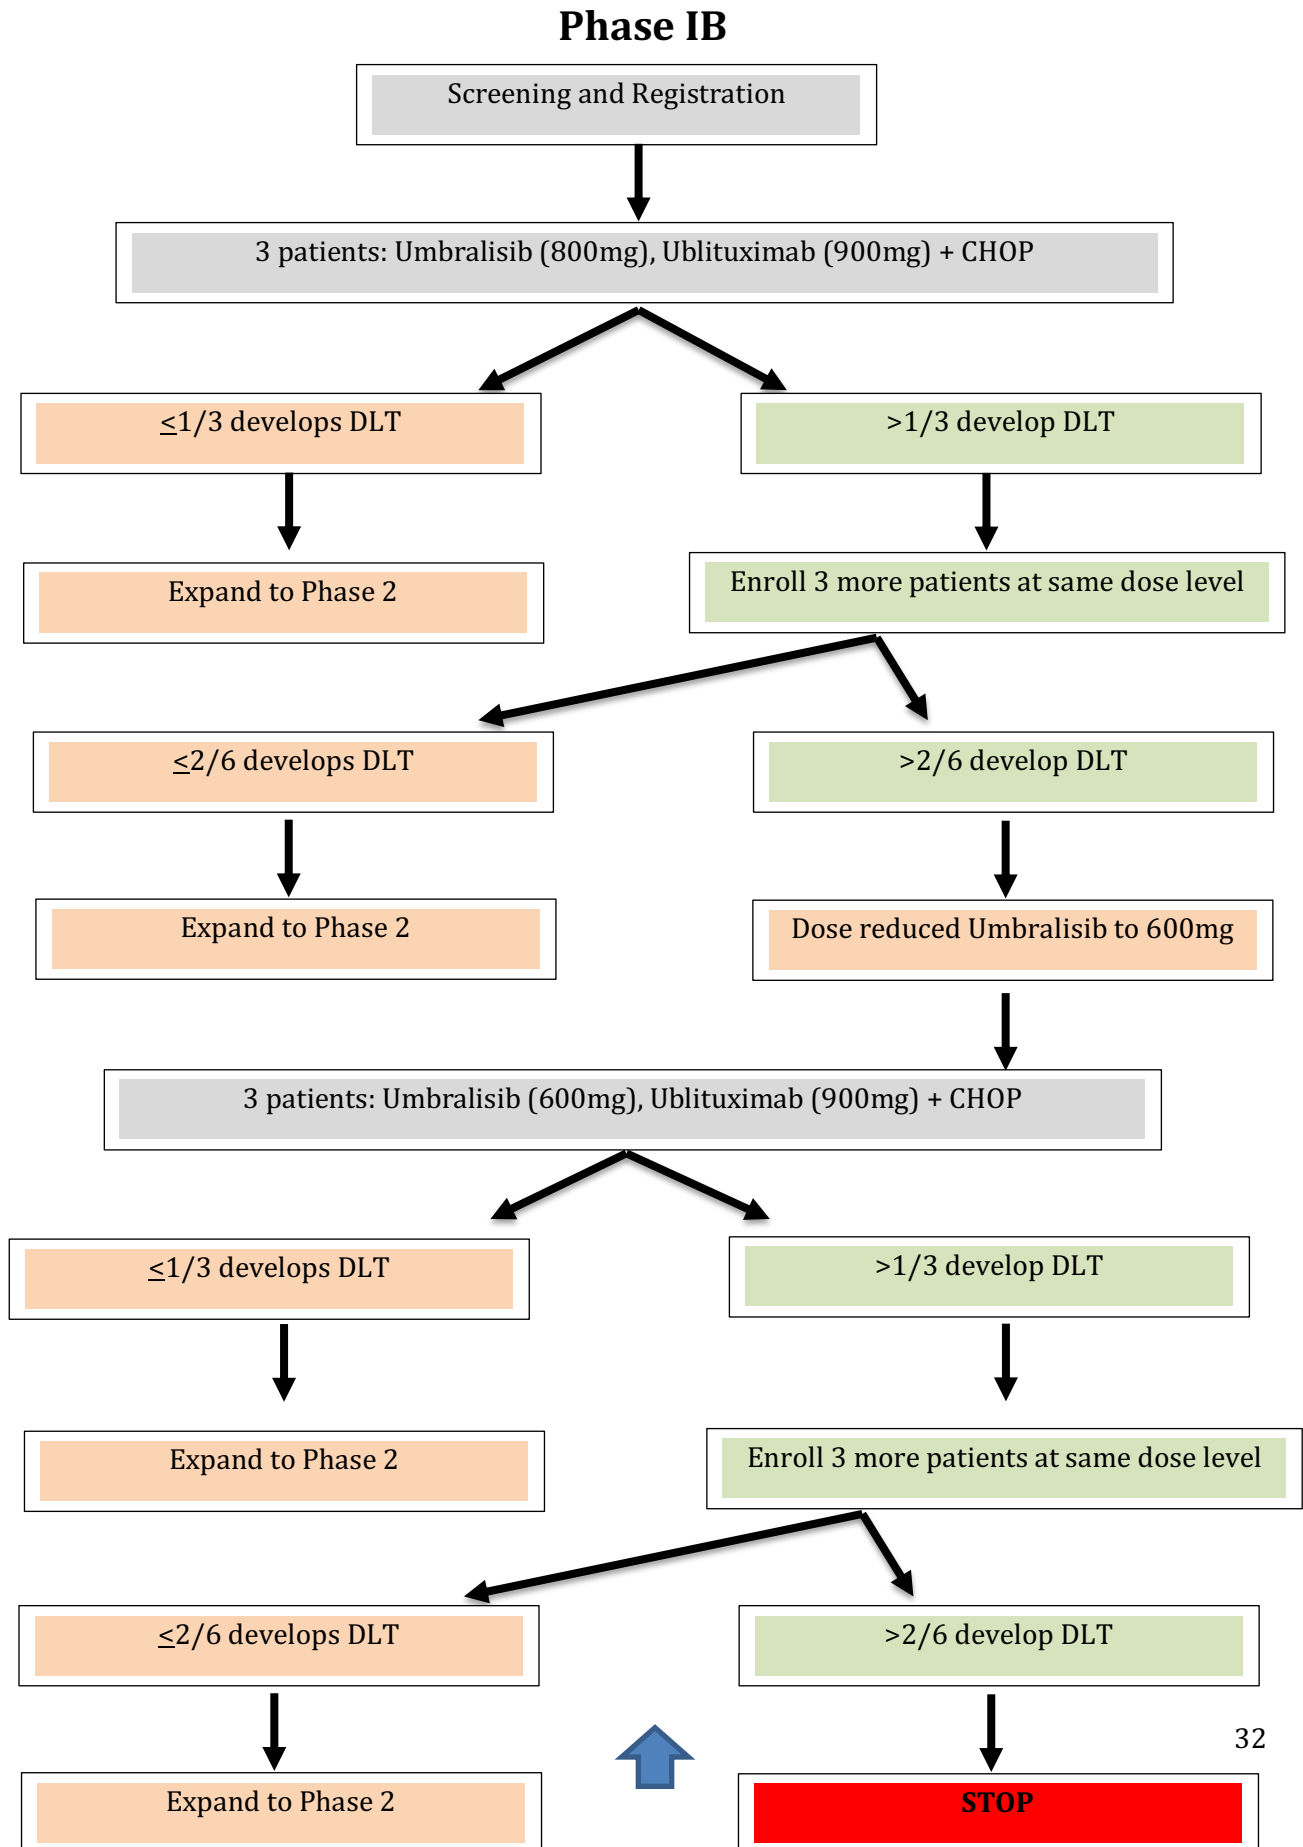 Phase IB
Screening and Registration
3 patients: Umbralisib (800mg), Ublituximab (900mg) + CHOP
≤1/3 develops DLT
>1/3 develop DLT
Expand to Phase 2
Enroll 3 more patients at same dose level
≤2/6 develops DLT
>2/6 develop DLT
Expand to Phase 2
Dose reduced Umbralisib to 600mg
3 patients: Umbralisib (600mg), Ublituximab (900mg) + CHOP
≤1/3 develops DLT
>1/3 develop DLT
Expand to Phase 2
Enroll 3 more patients at same dose level
≤2/6 develops DLT
>2/6 develop DLT
32
Expand to Phase 2
STOP